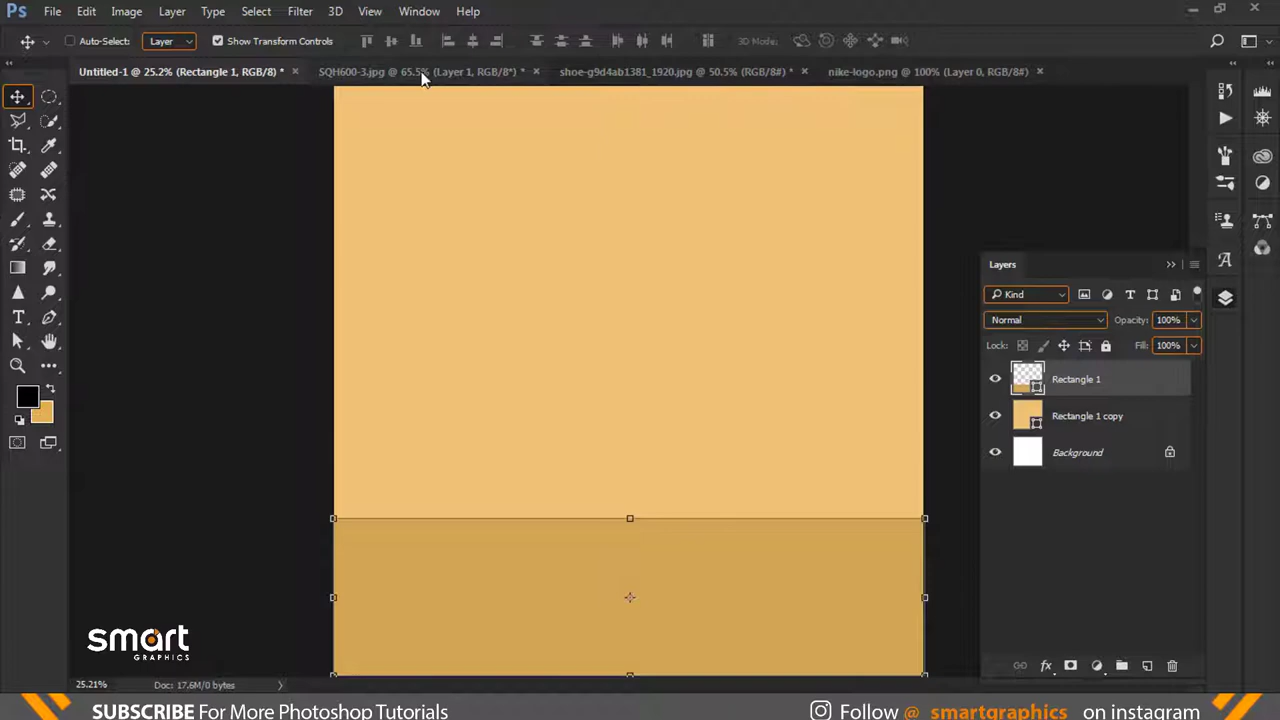 Ps File Edit Image Layer Type Select Filter 3D View Window Help
Auto-Select: Layer Show Transform Controls 3D Mode:
Untitled-1 @ 25.2% (Rectangle 1, RGB/8) * × SQH600-3.jpg @ 65.5% (Layer 1, RGB/8*) * × shoe-g9d4ab1381_1920.jpg @ 50.5% (RGB/8#) * × nike-logo.png @ 100% (Layer 0, RGB/8#) ×
Layers
Kind
Normal Opacity: 100%
Lock: Fill: 100%
Rectangle 1
Rectangle 1 copy
Background
smart
GRAPHICS
fx
25.21% Doc: 17.6M/0 bytes
SUBSCRIBE For More Photoshop Tutorials Follow @ smartgraphics on instagram